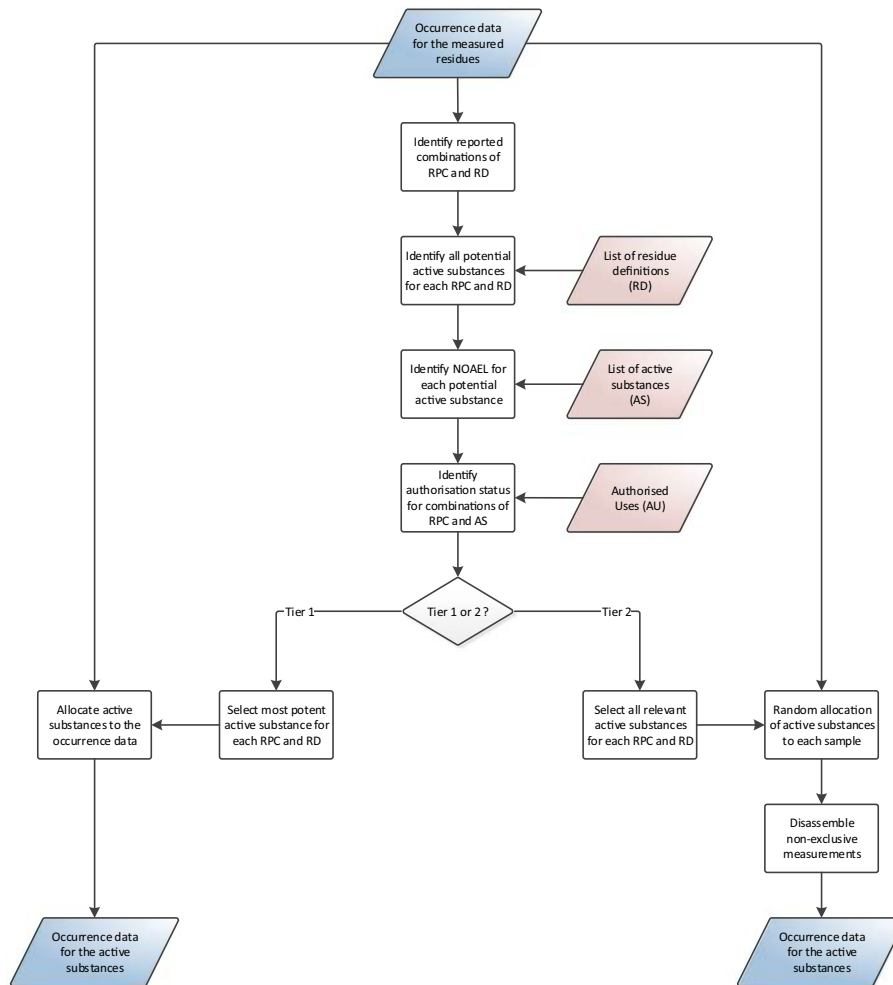 Occurrence data
for the measured
residues
Identify reported
combinations of
RPC and RD
Identify all potential
active substances
for each RPC and RD
List of residue
definitions
(RD)
Identify NOAEL for
each potential
active substance
List of active
substances
(AS)
Identify
authorisation status
for combinations of
RPC and AS
Authorised
Uses (AU)
Tier 1
Tier 1 or 2 ?
Tier 2
Allocate active
substances to the
occurrence data
Select most potent
active substance for
each RPC and RD
Select all relevant
active substances
for each RPC and RD
Random allocation
of active substances
to each sample
Disassemble
non-exclusive
measurements
Occurrence data
for the active
substances
Occurrence data
for the active
substances